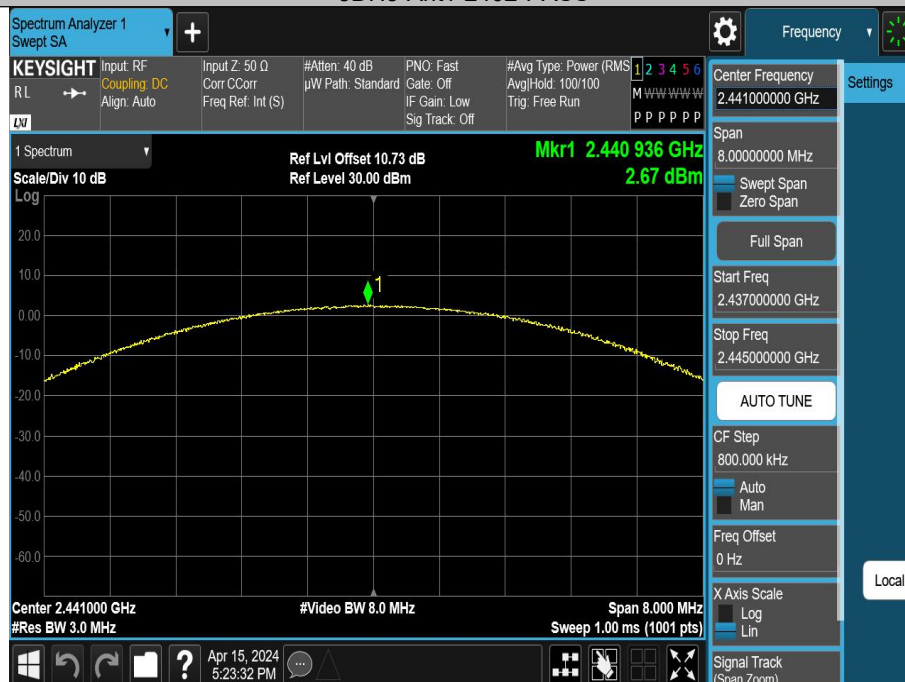 Spectrum Analyzer 1
Swept SA
+
Frequency
KEYSIGHT
Input: RF
Input Z: 50 Ω
#Atten: 40 dB
PNO: Fast
#Avg Type: Power (RMS
1 2 3 4 5 6
RL
Coupling: DC
Corr CCorr
µW Path: Standard
Gate: Off
Avg|Hold: 100/100
M W W W W W
Align: Auto
Freq Ref: Int (S)
IF Gain: Low
Trig: Free Run
LXI
Sig Track: Off
P P P P P P
1 Spectrum
Ref Lvl Offset 10.73 dB
Mkr1 2.440 936 GHz
Scale/Div 10 dB
Ref Level 30.00 dBm
2.67 dBm
Log
20.0
10.0
1
0.00
-10.0
-20.0
-30.0
-40.0
-50.0
-60.0
Center 2.441000 GHz
#Video BW 8.0 MHz
Span 8.000 MHz
#Res BW 3.0 MHz
Sweep 1.00 ms (1001 pts)
Center Frequency
2.441000000 GHz
Settings
Span
8.00000000 MHz
Swept Span
Zero Span
Full Span
Start Freq
2.437000000 GHz
Stop Freq
2.445000000 GHz
AUTO TUNE
CF Step
800.000 kHz
Auto
Man
Freq Offset
0 Hz
Local
X Axis Scale
Log
Lin
Signal Track
(Span Zoom)
?
Apr 15, 2024
5:23:32 PM